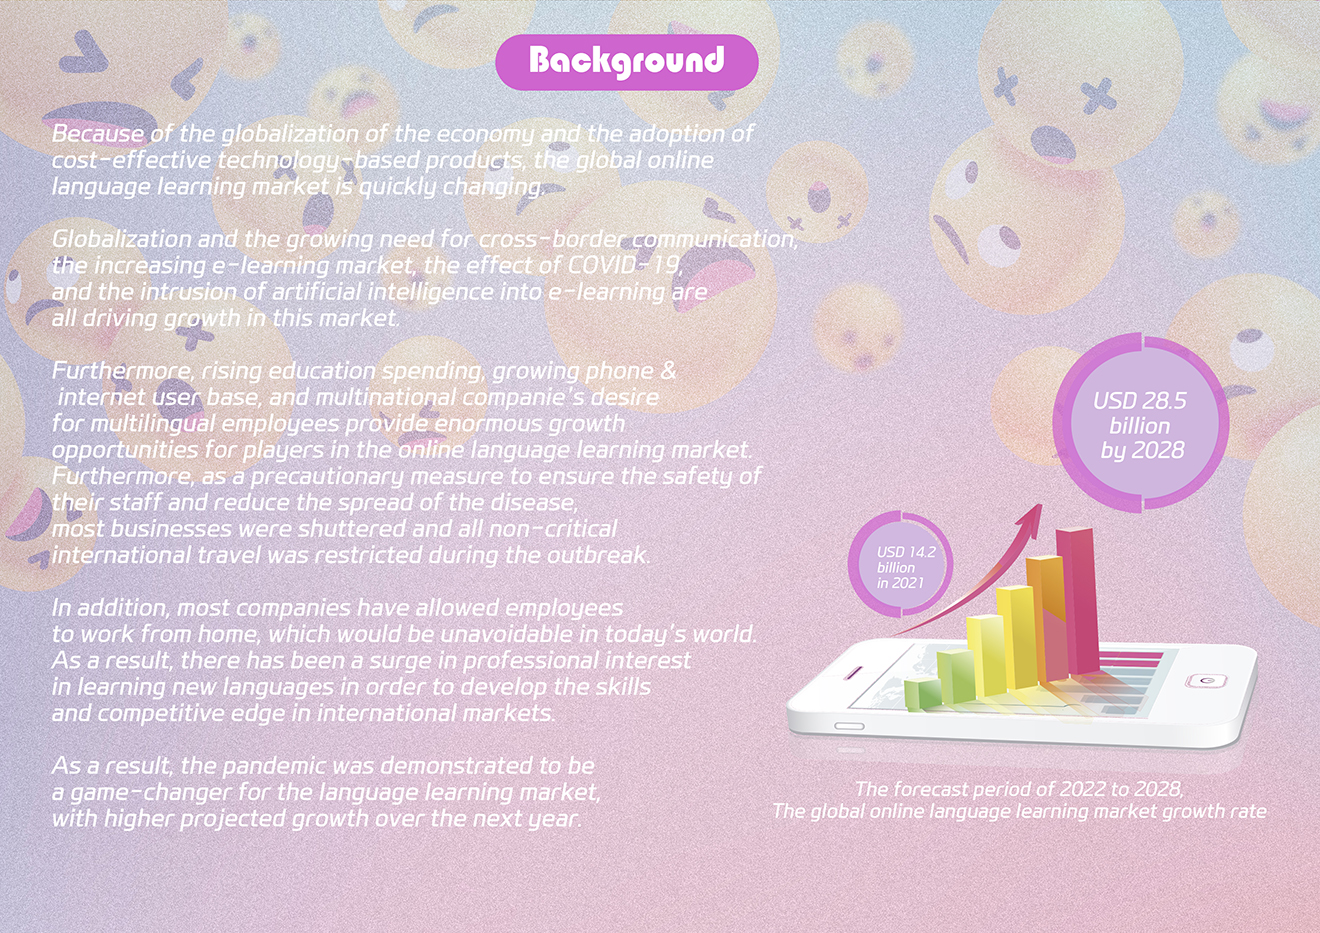 Background
Because of the globalization of the economy and the adoption of
cost-effective technology-based products, the global online
language learning market is quickly changing.
Globalization and the growing need for cross-border communication,
the increasing e-learning market, the effect of COVID-19,
and the intrusion of artificial intelligence into e-learning are
all driving growth in this market.
Furthermore, rising education spending, growing phone &
internet user base, and multinational companie's desire
for multilingual employees provide enormous growth
opportunities for players in the online language learning market.
Furthermore, as a precautionary measure to ensure the safety of
their staff and reduce the spread of the disease,
most businesses were shuttered and all non-critical
international travel was restricted during the outbreak.
In addition, most companies have allowed employees
to work from home, which would be unavoidable in today's world.
As a result, there has been a surge in professional interest
in learning new languages in order to develop the skills
and competitive edge in international markets.
As a result, the pandemic was demonstrated to be
a game-changer for the language learning market,
with higher projected growth over the next year.
USD 28.5
billion
by 2028
USD 14.2
billion
in 2021
The forecast period of 2022 to 2028,
The global online language learning market growth rate